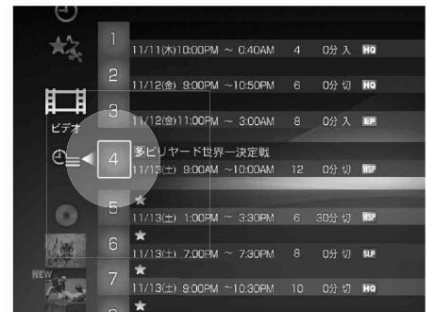 1
11/11(木)10:00PM ～ 0:40AM 4 0分 入 HQ
2
11/12(金) 9:00PM ～10:50PM 6 0分 切 HQ
3
11/12(金)11:00PM ～ 3:00AM 8 0分 入 EP
ビデオ
4
多ビリヤード世界一決定戦
11/13(土) 9:00AM ～10:00AM 12 0分 切 HSP
5
11/13(土) 1:00PM ～ 3:30PM 6 30分 切 HSP
6
11/13(土) 7:00PM ～ 7:30PM 8 0分 切 SLP
NEW
7
11/13(土) 9:00PM ～10:30PM 10 0分 切 HQ